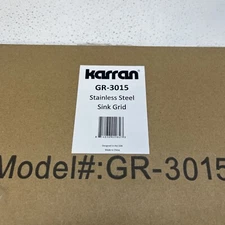 karran
GR-3015
Stainless Steel
Sink Grid
Model#:GR-3015